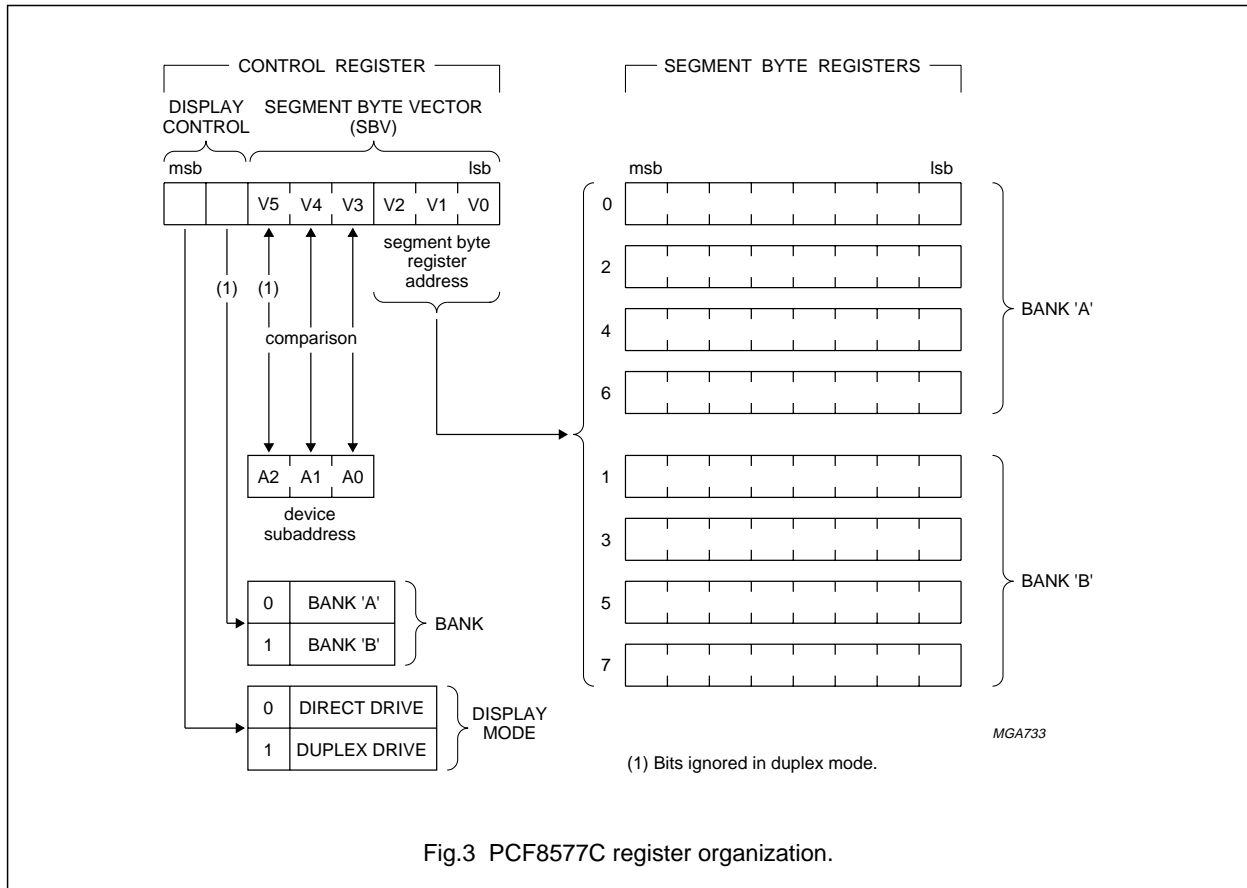 CONTROL REGISTER
DISPLAY
CONTROL
SEGMENT BYTE VECTOR
(SBV)
msb
lsb
V5 V4 V3 V2 V1 V0
segment byte
register
address
(1)
(1)
comparison
A2 A1 A0
device
subaddress
0 BANK 'A'
1 BANK 'B'
BANK
0 DIRECT DRIVE
1 DUPLEX DRIVE
DISPLAY
MODE
SEGMENT BYTE REGISTERS
msb
lsb
0
2
4
6
BANK 'A'
1
3
5
7
BANK 'B'
MGA733
(1) Bits ignored in duplex mode.
Fig.3 PCF8577C register organization.